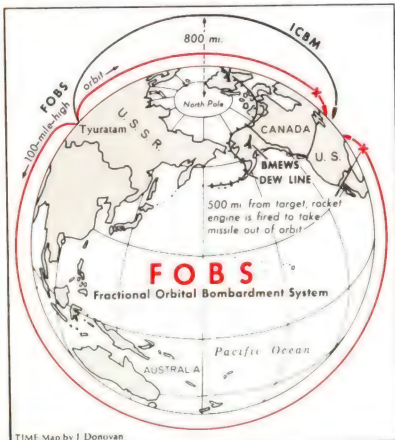 ICBM
800 mi.
FOBS
orbit
100-mile-high
North Pole
U.S.S.R.
Tyuratam
CANADA
U.S.
BMEWS
DEW LINE
500 mi from target, rocket
engine is fired to take
missile out of orbit
FOBS
Fractional Orbital Bombardment System
Pacific Ocean
AUSTRALIA
TIME Map by J. Donovan